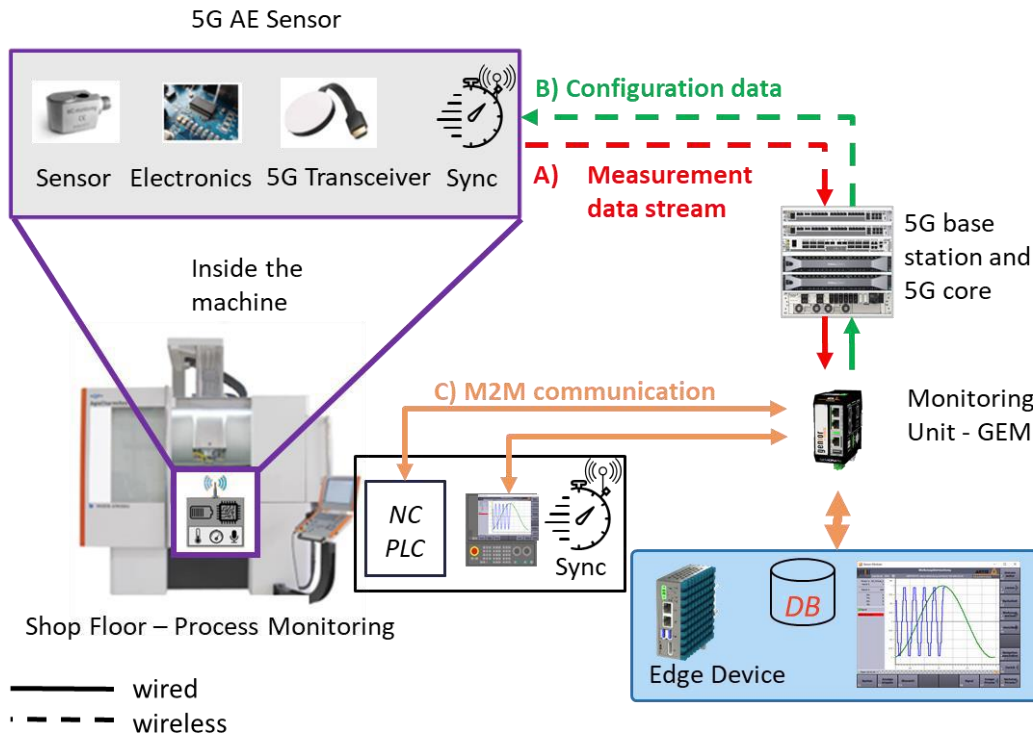 5G AE Sensor
B) Configuration data
Sensor
Electronics
5G Transceiver
Sync
A) Measurement
data stream
5G base
station and
5G core
Inside the
machine
C) M2M communication
Monitoring
Unit - GEM
NC
PLC
Sync
DB
Edge Device
Shop Floor – Process Monitoring
wired
wireless